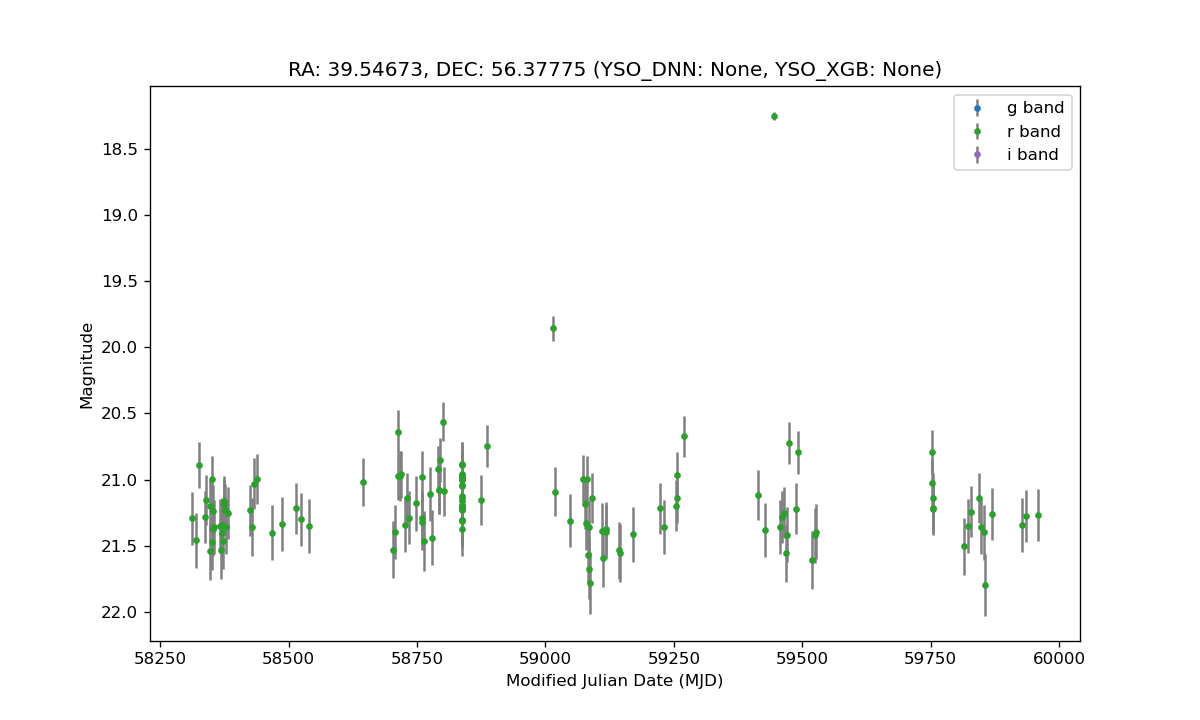 RA: 39.54673, DEC: 56.37775 (YSO_DNN: None, YSO_XGB: None)
g band
r band
i band
Magnitude
18.5
19.0
19.5
20.0
20.5
21.0
21.5
22.0
58250 58500 58750 59000 59250 59500 59750 60000
Modified Julian Date (MJD)